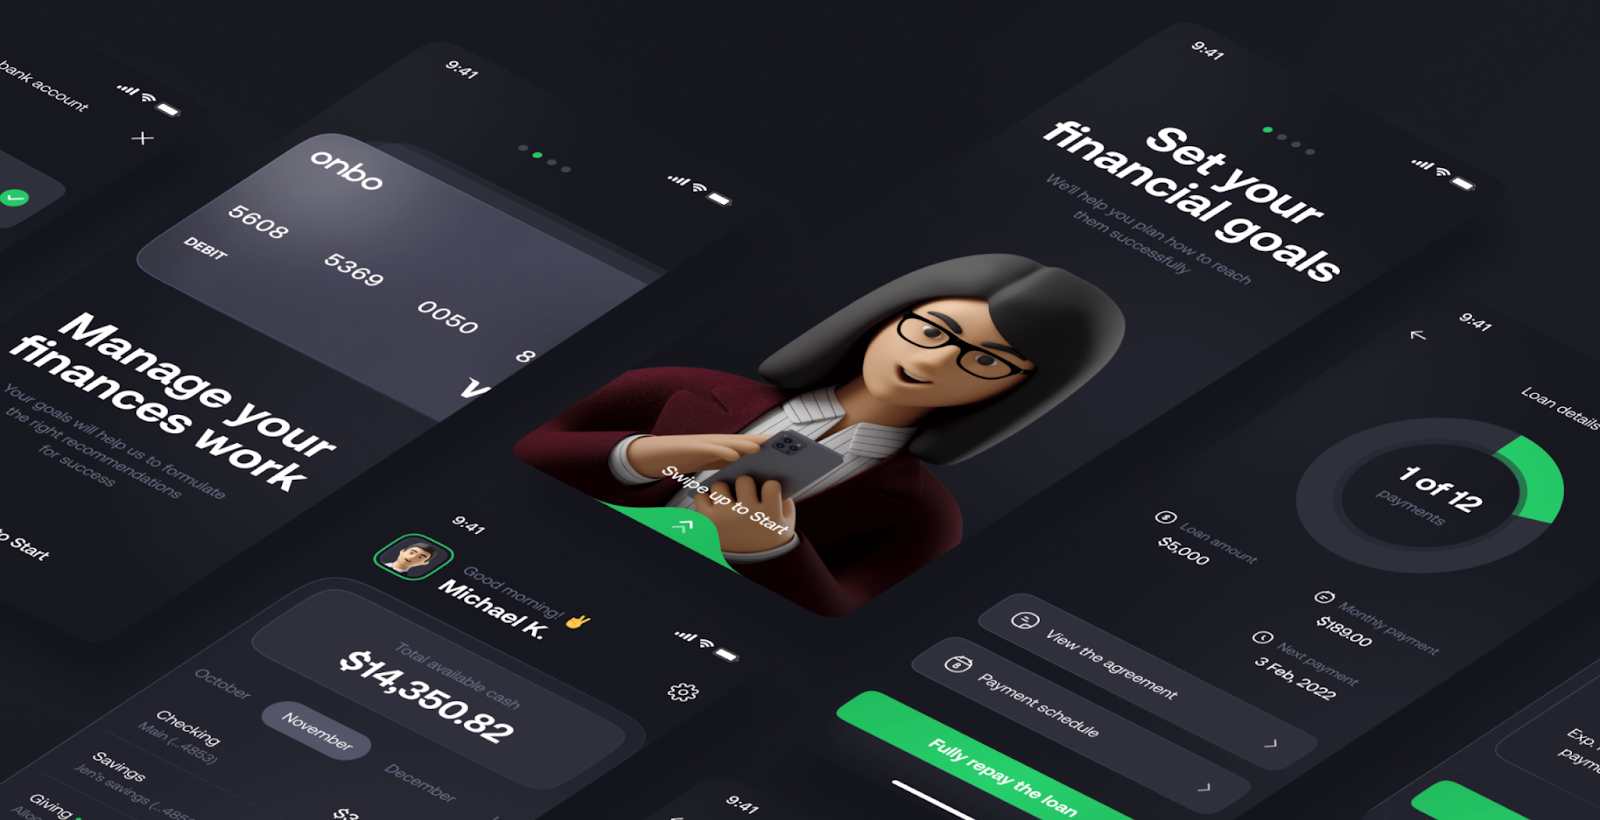 bank account
9:41
onbo
5608 5369 0050 8
DEBIT
Manage your
finances work
Your goals will help us to formulate
the right recommendations
for success
to Start
9:41
Set your
financial goals
We'll help you plan how to reach
them successfully
Swipe up to Start
9:41
Good morning! ✌️
Michael K.
Total available cash
$14,350.82
October
November
December
Checking
Main (...4853)
Savings
Jen's savings (...4853)
Giving
9:41
Loan details
1 of 12
payments
Loan amount
$5,000
Monthly payment
$189.00
Next payment
3 Feb, 2022
View the agreement
8
Payment schedule
Fully repay the loan
9:41
Exp.